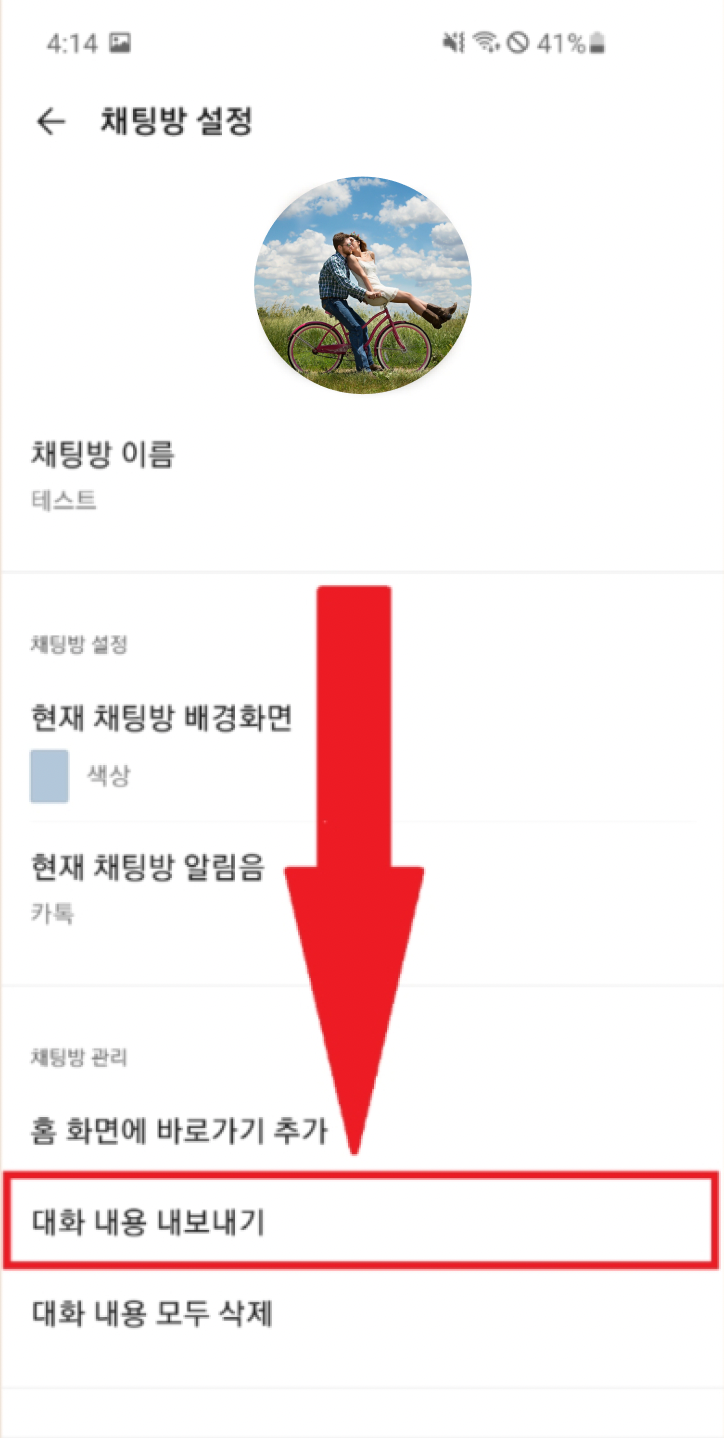 4:14 41%
채팅방 설정
채팅방 이름
테스트
채팅방 설정
현재 채팅방 배경화면
색상
현재 채팅방 알림음
카톡
채팅방 관리
홈 화면에 바로가기 추가
대화 내용 내보내기
대화 내용 모두 삭제